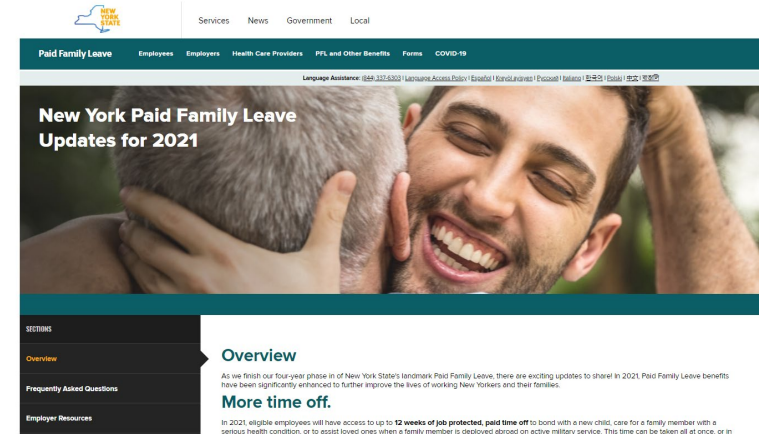 NEW
YORK
STATE
Services News Government Local
Paid Family Leave Employees Employers Health Care Providers PFL and Other Benefits Forms COVID-19
Language Assistance: (844) 337-6303 | Language Access Policy | Español | Kreyòl ayisyen | Русский | Italiano | 한국어 | Polski | 中文 |
New York Paid Family Leave
Updates for 2021
SECTIONS
Overview
Frequently Asked Questions
Employer Resources
Overview
As we finish our four-year phase in of New York State's landmark Paid Family Leave, there are exciting updates to share! In 2021, Paid Family Leave benefits
have been significantly enhanced to further improve the lives of working New Yorkers and their families.
More time off.
In 2021, eligible employees will have access to up to 12 weeks of job protected, paid time off to bond with a new child, care for a family member with a
serious health condition, or to assist loved ones when a family member is deployed abroad on active military service. This time can be taken all at once, or in